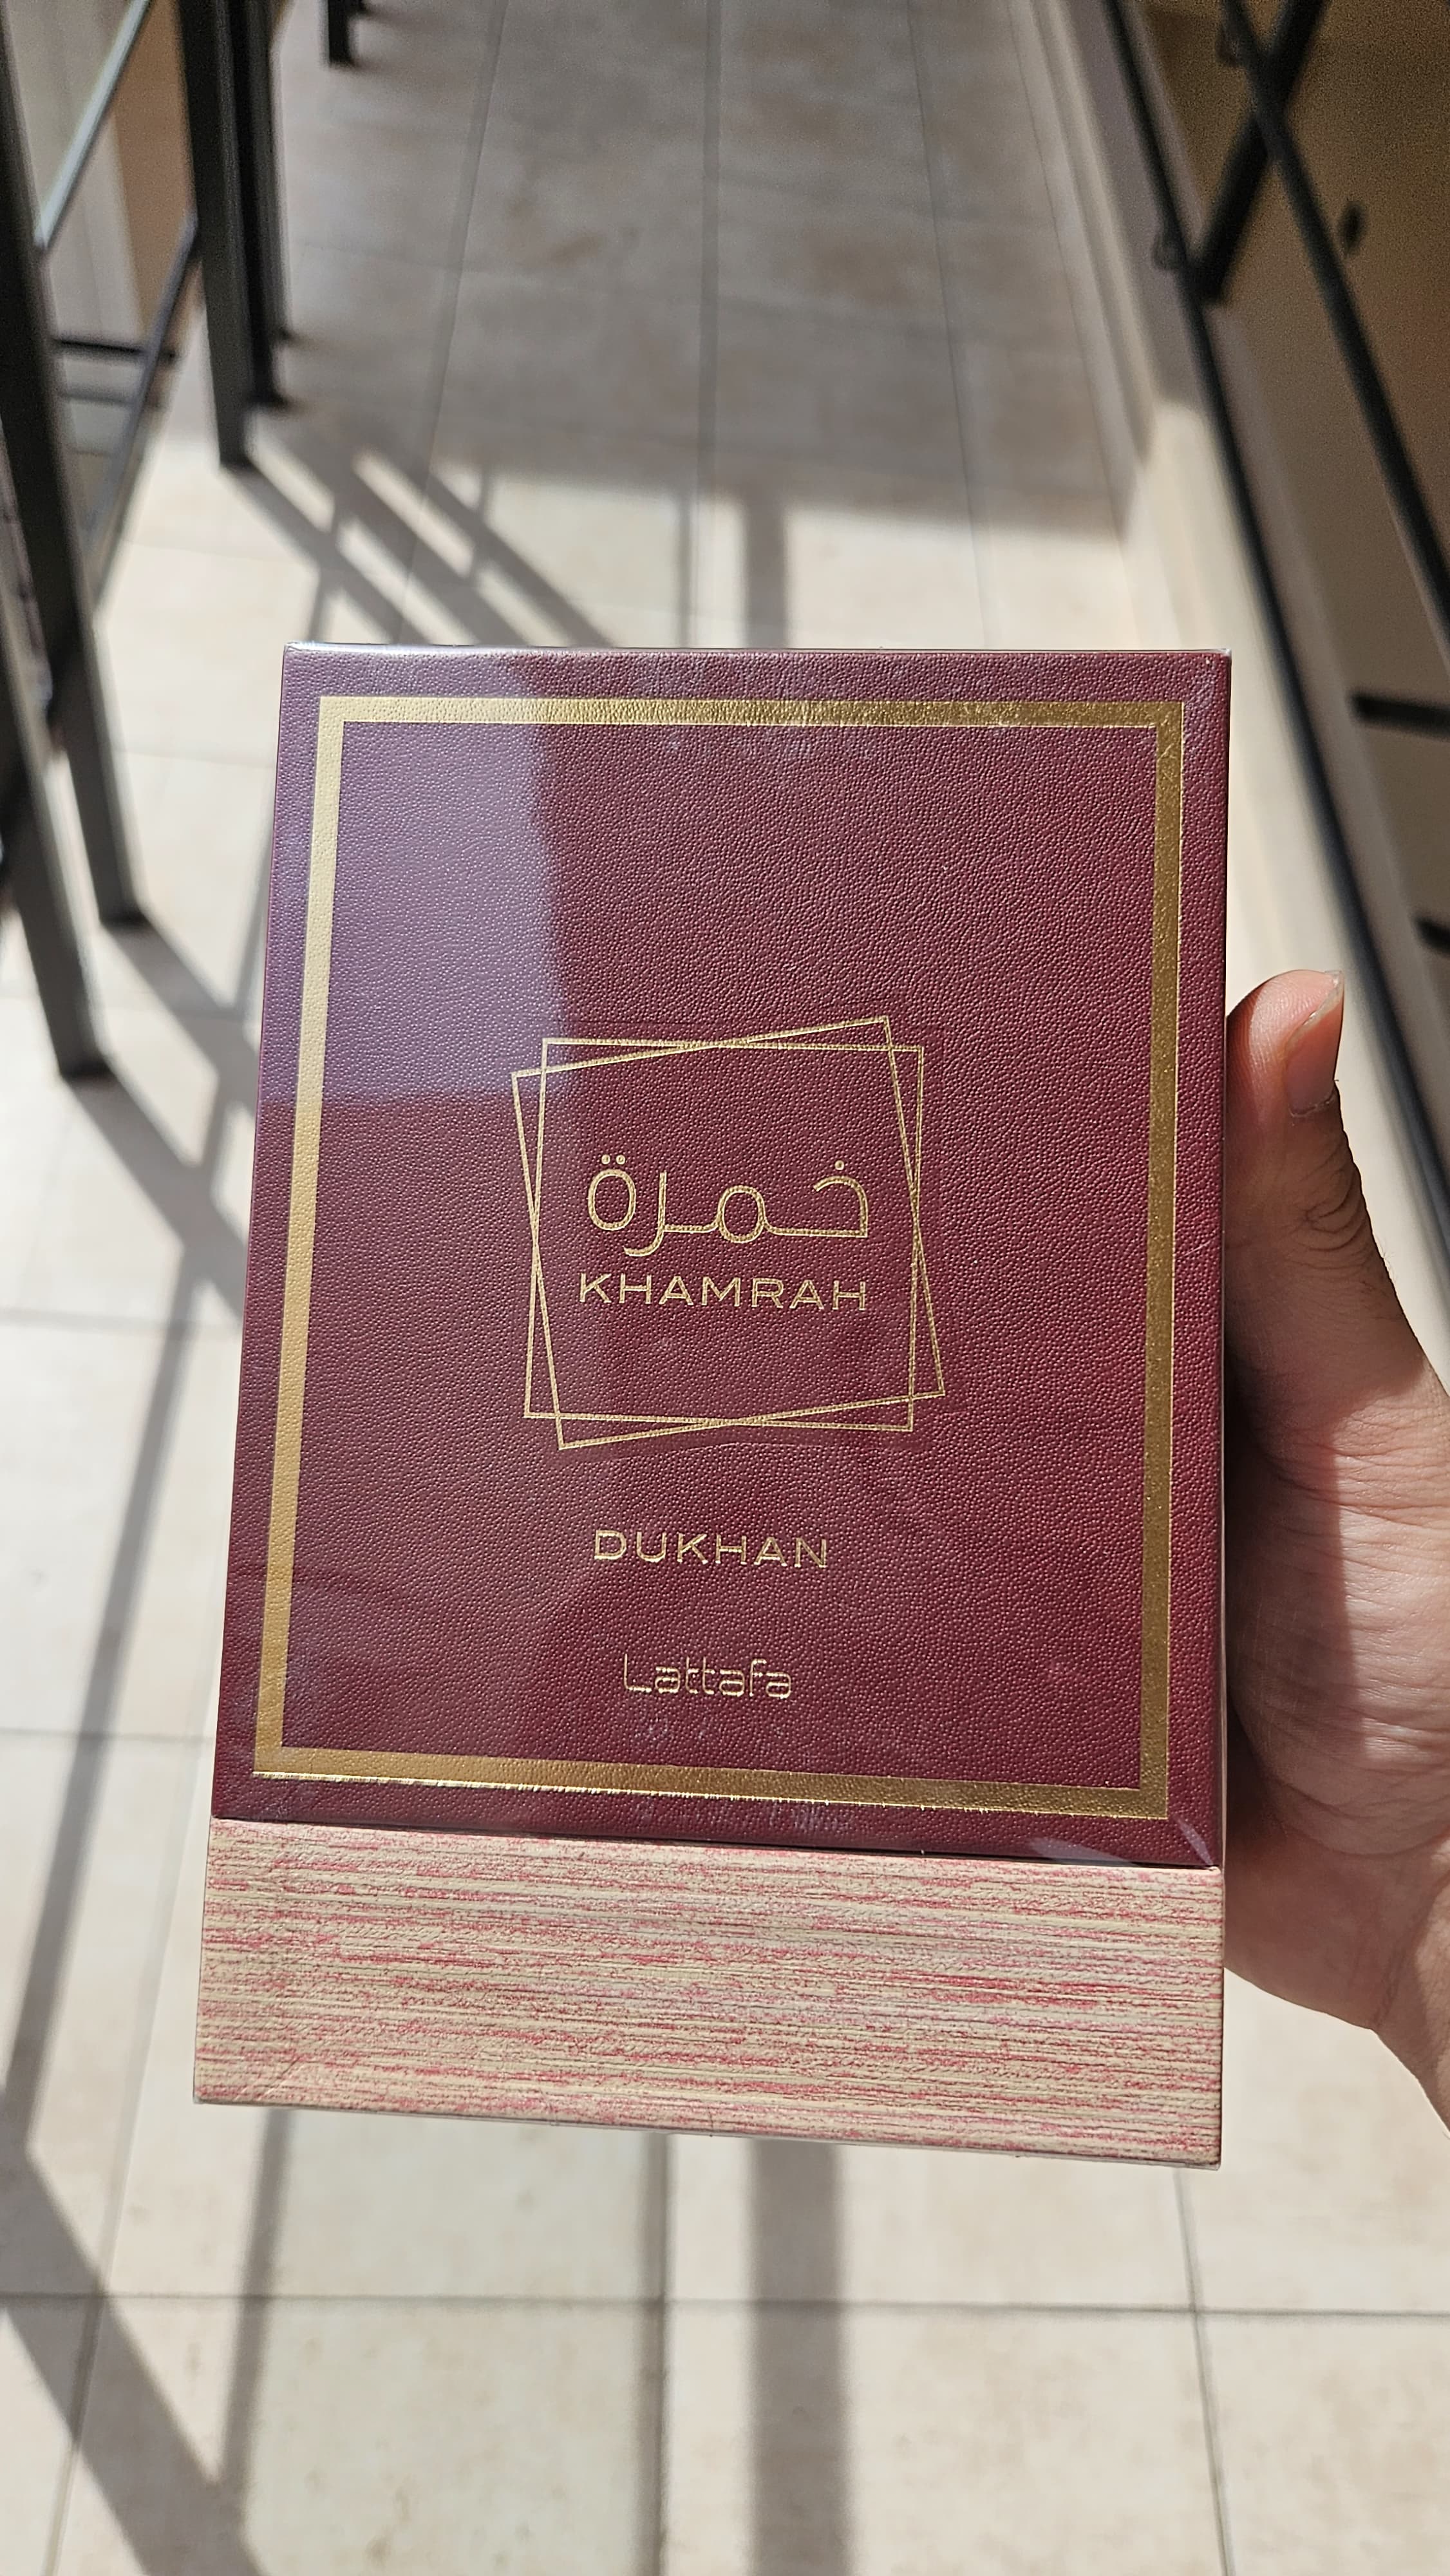 خمرة
KHAMRAH
DUKHAN
Lattafa